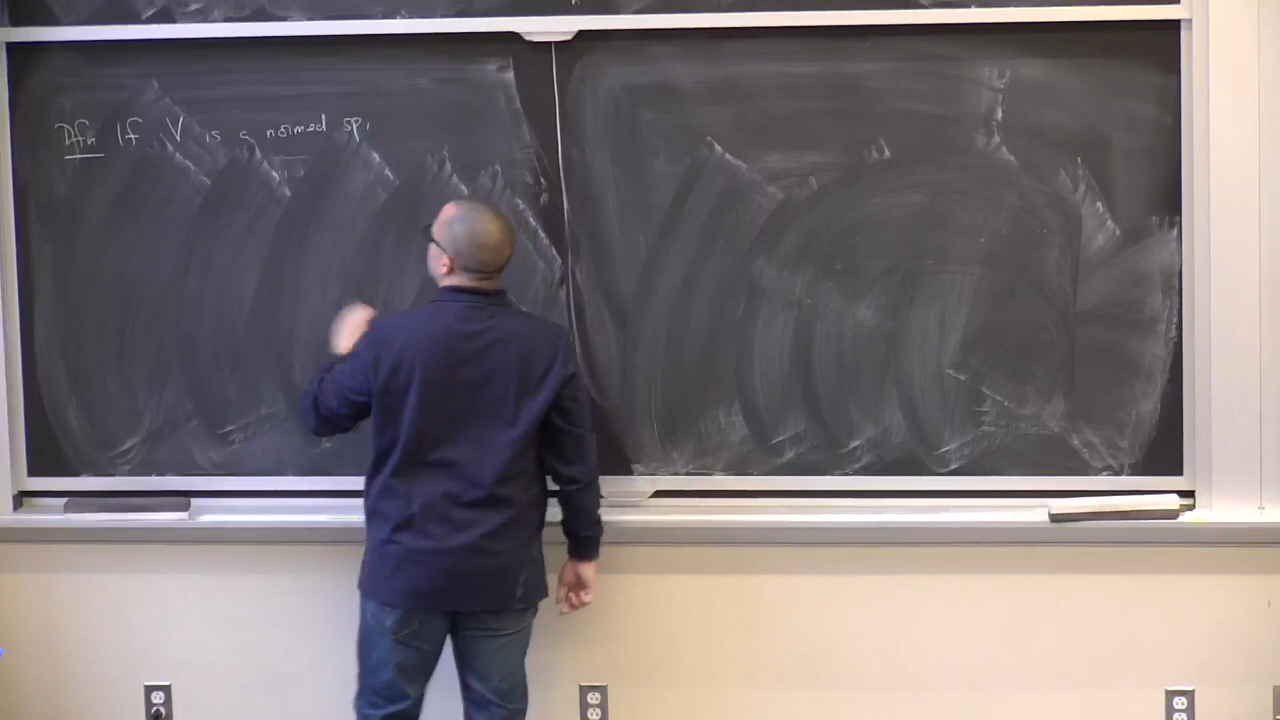 Dfn If V is a normed sp,